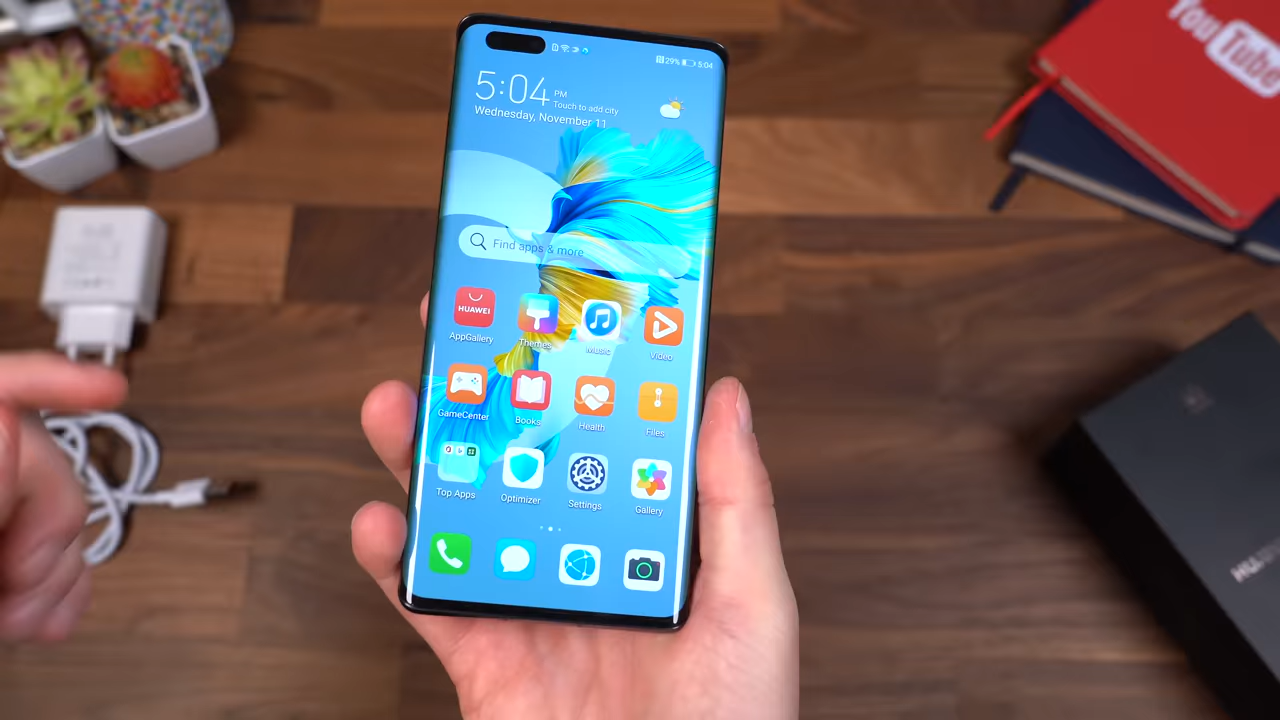 29% 5:04
5:04 PM
Touch to add city
Wednesday, November 11
Find apps & more
HUAWEI
AppGallery
Themes
Music
Video
GameCenter
Books
Health
Files
Top Apps
Optimizer
Settings
Gallery
YouTube